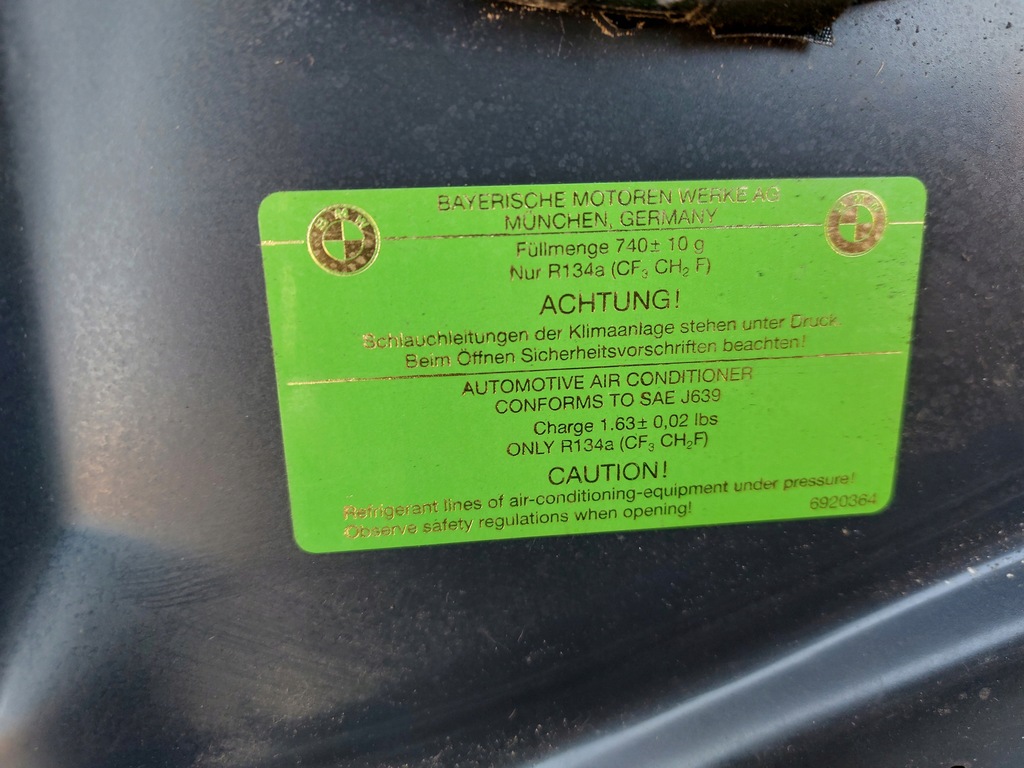 BAYERISCHE MOTOREN WERKE AG
MÜNCHEN, GERMANY
BMW
Füllmenge 740± 10 g
Nur R134a (CF₃ CH₂ F)
ACHTUNG!
Schlauchleitungen der Klimaanlage stehen unter Druck.
Beim Öffnen Sicherheitsvorschriften beachten!
AUTOMOTIVE AIR CONDITIONER
CONFORMS TO SAE J639
Charge 1.63± 0,02 lbs
ONLY R134a (CF₃ CH₂F)
CAUTION!
Refrigerant lines of air-conditioning-equipment under pressure!
Observe safety regulations when opening!
6920364